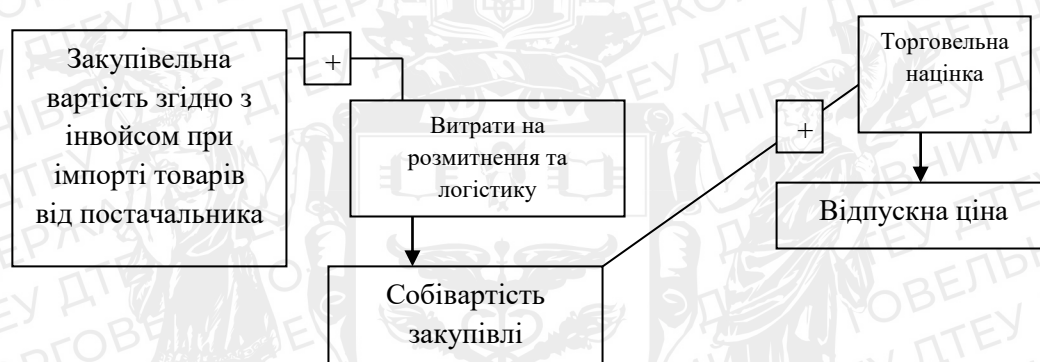 Закупівельна
вартість згідно з
інвойсом при
імпорті товарів
від постачальника
+
Витрати на
розмитнення та
логістику
Собівартість
закупівлі
+
Торговельна
націнка
Відпускна ціна